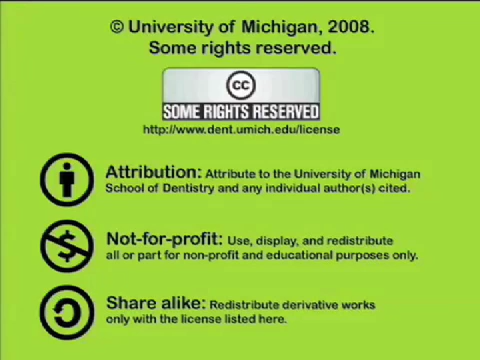 © University of Michigan, 2008.
Some rights reserved.
cc
SOME RIGHTS RESERVED
http://www.dent.umich.edu/license
Attribution: Attribute to the University of Michigan
School of Dentistry and any individual author(s) cited.
Not-for-profit: Use, display, and redistribute
all or part for non-profit and educational purposes only.
Share alike: Redistribute derivative works
only with the license listed here.